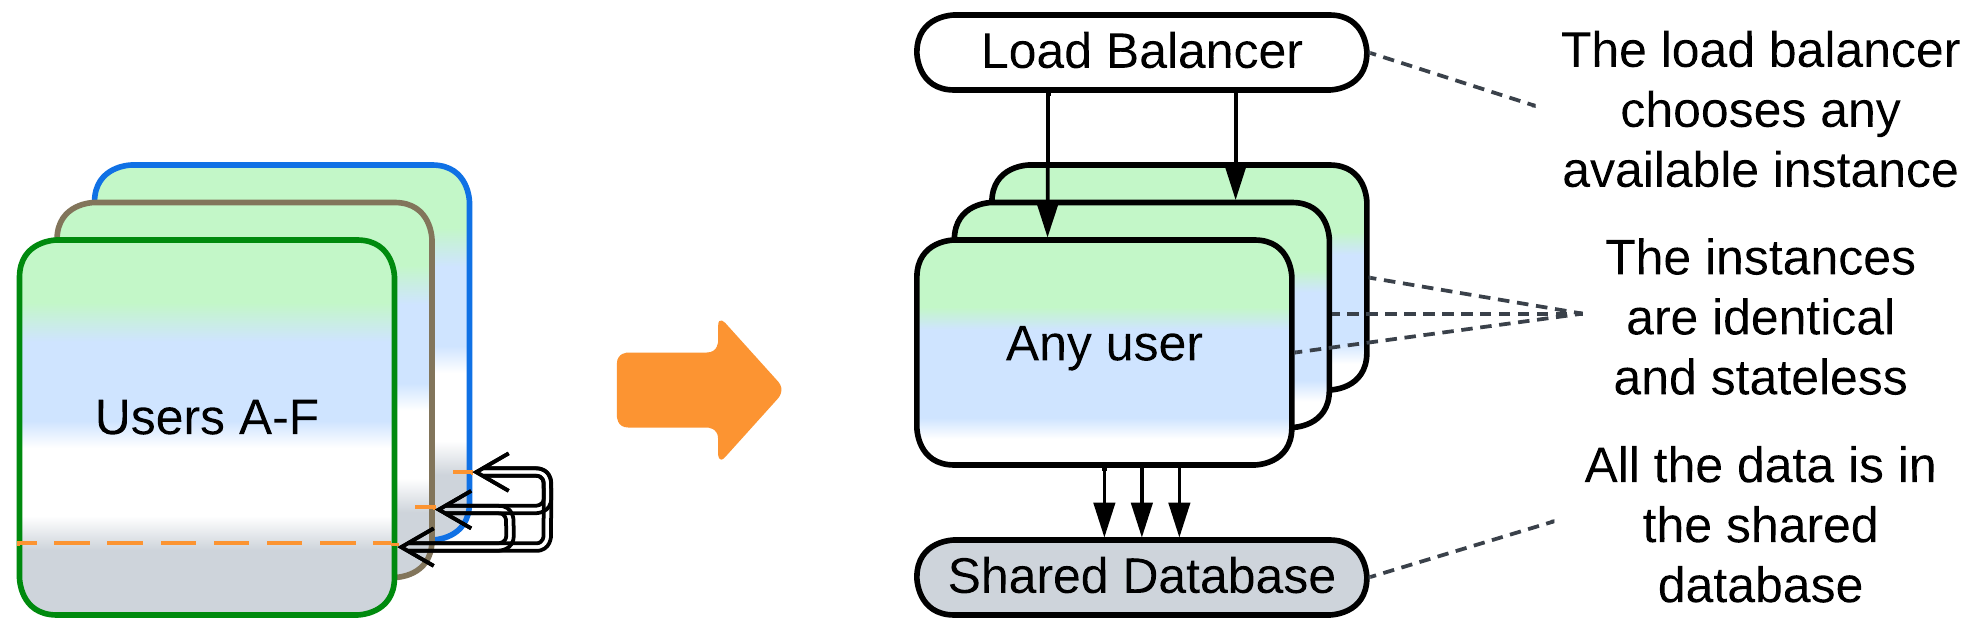 Load Balancer
The load balancer
chooses any
available instance
Users A-F
Any user
The instances
are identical
and stateless
Shared Database
All the data is in
the shared
database